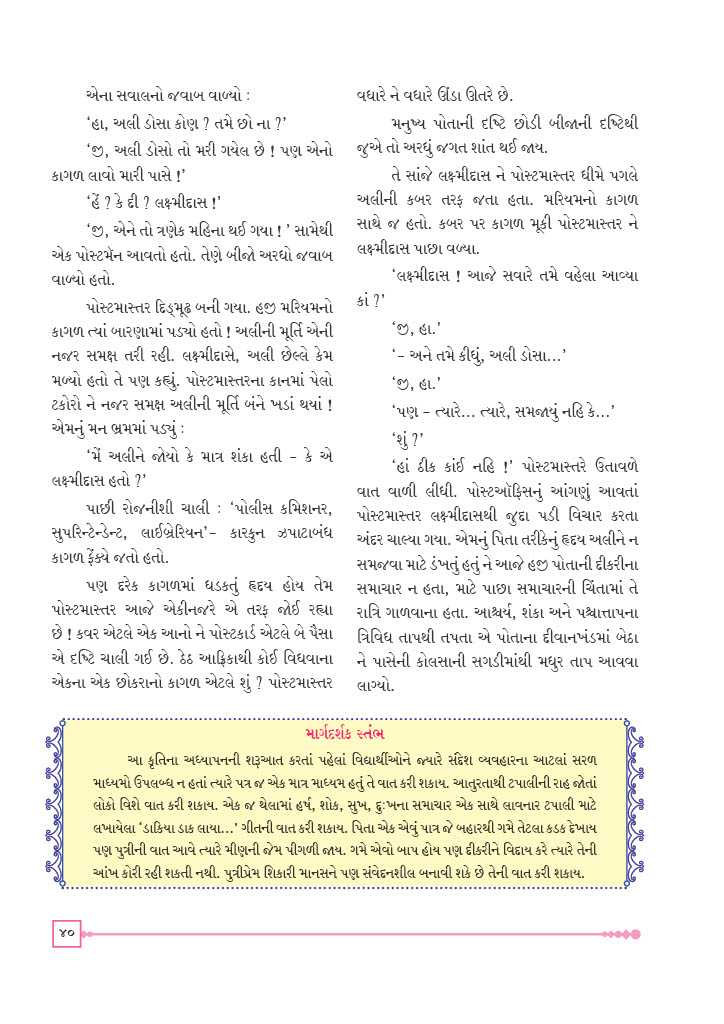 એના સવાલનો જવાબ વાળ્યો :
‘હા, અલી ડોસા કોણ ? તમે છો ના ?’
‘જી, અલી ડોસો તો મરી ગયેલ છે ! પણ એનો
કાગળ લાવો મારી પાસે !’
‘હેં ? કે દી ? લક્ષ્મીદાસ !’
‘જી, એને તો ત્રણેક મહિના થઈ ગયા ! ’ સામેથી
એક પોસ્ટમૅન આવતો હતો. તેણે બીજો અરધો જવાબ
વાળ્યો હતો.
પોસ્ટમાસ્તર દિઙ્મૂઢ બની ગયા. હજી મરિયમનો
કાગળ ત્યાં બારણામાં પડ્યો હતો ! અલીની મૂર્તિ એની
નજર સમક્ષ તરી રહી. લક્ષ્મીદાસે, અલી છેલ્લે કેમ
મળ્યો હતો તે પણ કહ્યું. પોસ્ટમાસ્તરના કાનમાં પેલો
ટકોરો ને નજર સમક્ષ અલીની મૂર્તિ બંને ખડાં થયાં !
એમનું મન ભ્રમમાં પડ્યું :
‘મેં અલીને જોયો કે માત્ર શંકા હતી – કે એ
લક્ષ્મીદાસ હતો ?’
પાછી રોજનીશી ચાલી : ‘પોલીસ કમિશનર,
સુપરિન્ટેન્ડેન્ટ, લાઈબ્રેરિયન’– કારકુન ઝપાટાબંધ
કાગળ ફેંક્યે જતો હતો.
પણ દરેક કાગળમાં ધડકતું હૃદય હોય તેમ
પોસ્ટમાસ્તર આજે એકીનજરે એ તરફ જોઈ રહ્યા
છે ! કવર એટલે એક આનો ને પોસ્ટકાર્ડ એટલે બે પૈસા
એ દષ્ટિ ચાલી ગઈ છે. ઠેઠ આફ્રિકાથી કોઈ વિધવાના
એકના એક છોકરાનો કાગળ એટલે શું ? પોસ્ટમાસ્તર
વધારે ને વધારે ઊંડા ઊતરે છે.
મનુષ્ય પોતાની દષ્ટિ છોડી બીજાની દષ્ટિથી
જુએ તો અરધું જગત શાંત થઈ જાય.
તે સાંજે લક્ષ્મીદાસ ને પોસ્ટમાસ્તર ધીમે પગલે
અલીની કબર તરફ જતા હતા. મરિયમનો કાગળ
સાથે જ હતો. કબર પર કાગળ મૂકી પોસ્ટમાસ્તર ને
લક્ષ્મીદાસ પાછા વળ્યા.
‘લક્ષ્મીદાસ ! આજે સવારે તમે વહેલા આવ્યા
કાં ?’
‘જી, હા.’
‘– અને તમે કીધું, અલી ડોસા...’
‘જી, હા.’
‘પણ – ત્યારે... ત્યારે, સમજાયું નહિ કે...’
‘શું ?’
‘હાં ઠીક કાંઈ નહિ !’ પોસ્ટમાસ્તરે ઉતાવળે
વાત વાળી લીધી. પોસ્ટઑફિસનું આંગણું આવતાં
પોસ્ટમાસ્તર લક્ષ્મીદાસથી જુદા પડી વિચાર કરતા
અંદર ચાલ્યા ગયા. એમનું પિતા તરીકેનું હૃદય અલીને ન
સમજવા માટે ડંખતું હતું ને આજે હજી પોતાની દીકરીના
સમાચાર ન હતા, માટે પાછા સમાચારની ચિંતામાં તે
રાત્રિ ગાળવાના હતા. આશ્ચર્ય, શંકા અને પશ્ચાત્તાપના
ત્રિવિધ તાપથી તપતા એ પોતાના દીવાનખંડમાં બેઠા
ને પાસેની કોલસાની સગડીમાંથી મધુર તાપ આવવા
લાગ્યો.
માર્ગદર્શક સ્તંભ
આ કૃતિના અધ્યાપનની શરૂઆત કરતાં પહેલાં વિદ્યાર્થીઓને જ્યારે સંદેશ વ્યવહારના આટલાં સરળ
માધ્યમો ઉપલબ્ધ ન હતાં ત્યારે પત્ર જ એક માત્ર માધ્યમ હતું તે વાત કરી શકાય. આતુરતાથી ટપાલીની રાહ જોતાં
લોકો વિશે વાત કરી શકાય. એક જ થેલામાં હર્ષ, શોક, સુખ, દુઃખના સમાચાર એક સાથે લાવનાર ટપાલી માટે
લખાયેલા ‘ડાકિયા ડાક લાયા...’ ગીતની વાત કરી શકાય. પિતા એક એવું પાત્ર જે બહારથી ગમે તેટલા કડક દેખાય
પણ પુત્રીની વાત આવે ત્યારે મીણની જેમ પીગળી જાય. ગમે એવો બાપ હોય પણ દીકરીને વિદાય કરે ત્યારે તેની
આંખ કોરી રહી શકતી નથી. પુત્રીપ્રેમ શિકારી માનસને પણ સંવેદનશીલ બનાવી શકે છે તેની વાત કરી શકાય.
૪૦